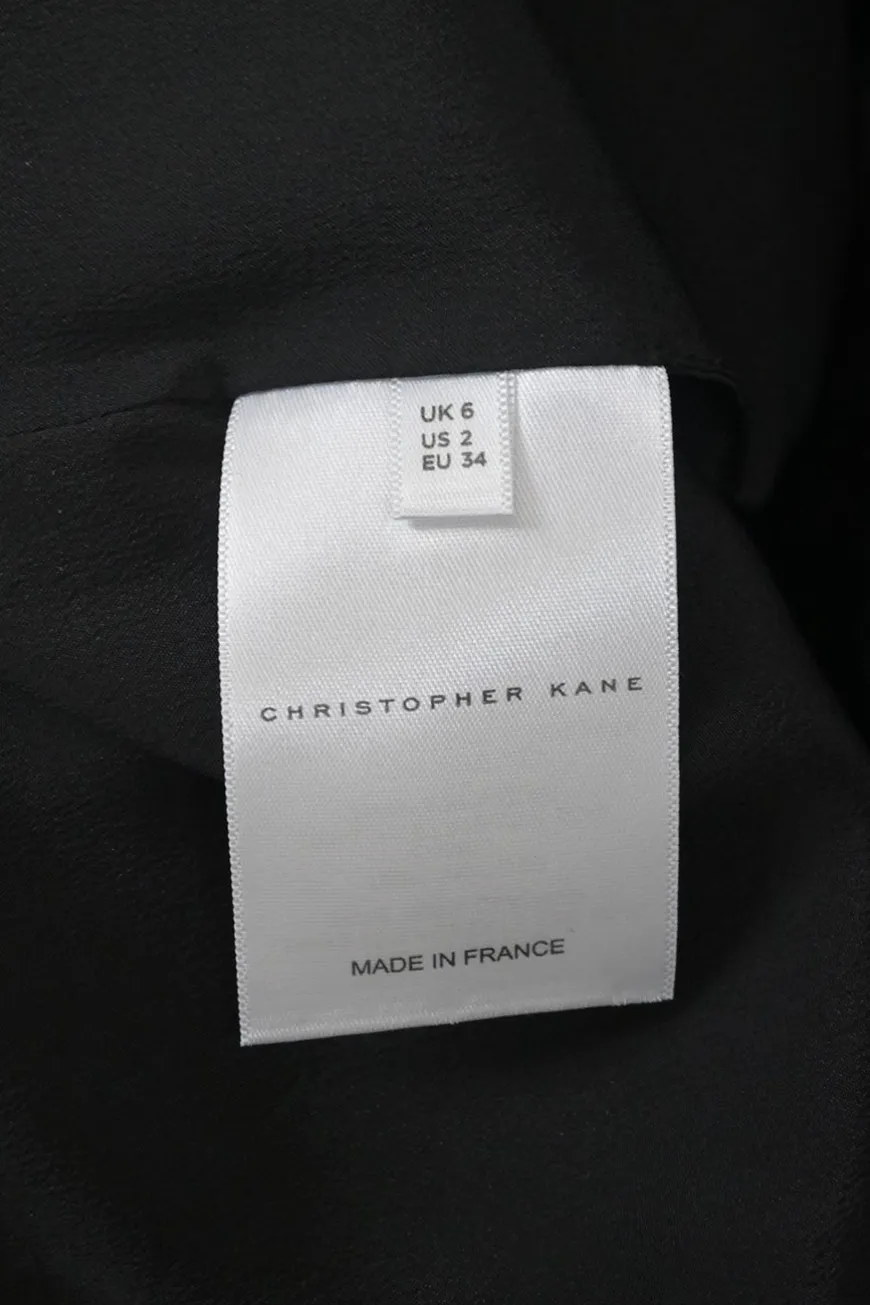 UK 6
US 2
EU 34
CHRISTOPHER KANE
MADE IN FRANCE